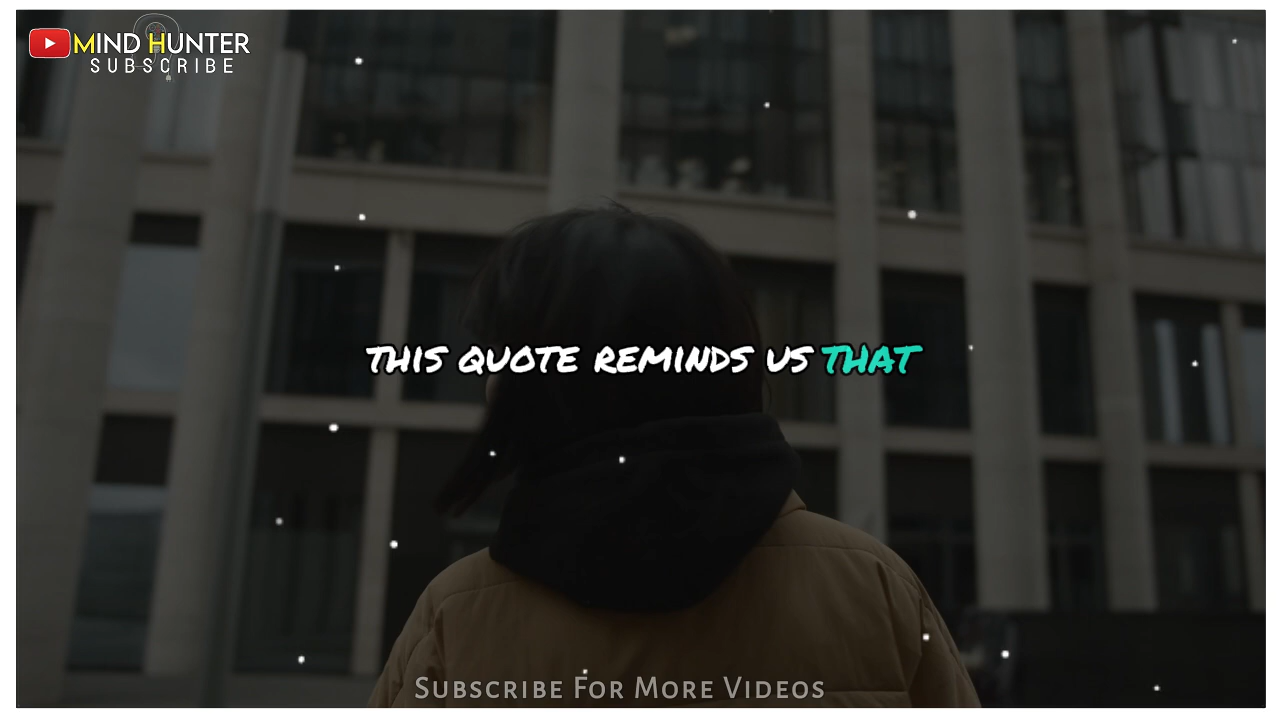 MIND HUNTER
SUBSCRIBE
THIS QUOTE REMINDS US THAT
SUBSCRIBE FOR MORE VIDEOS